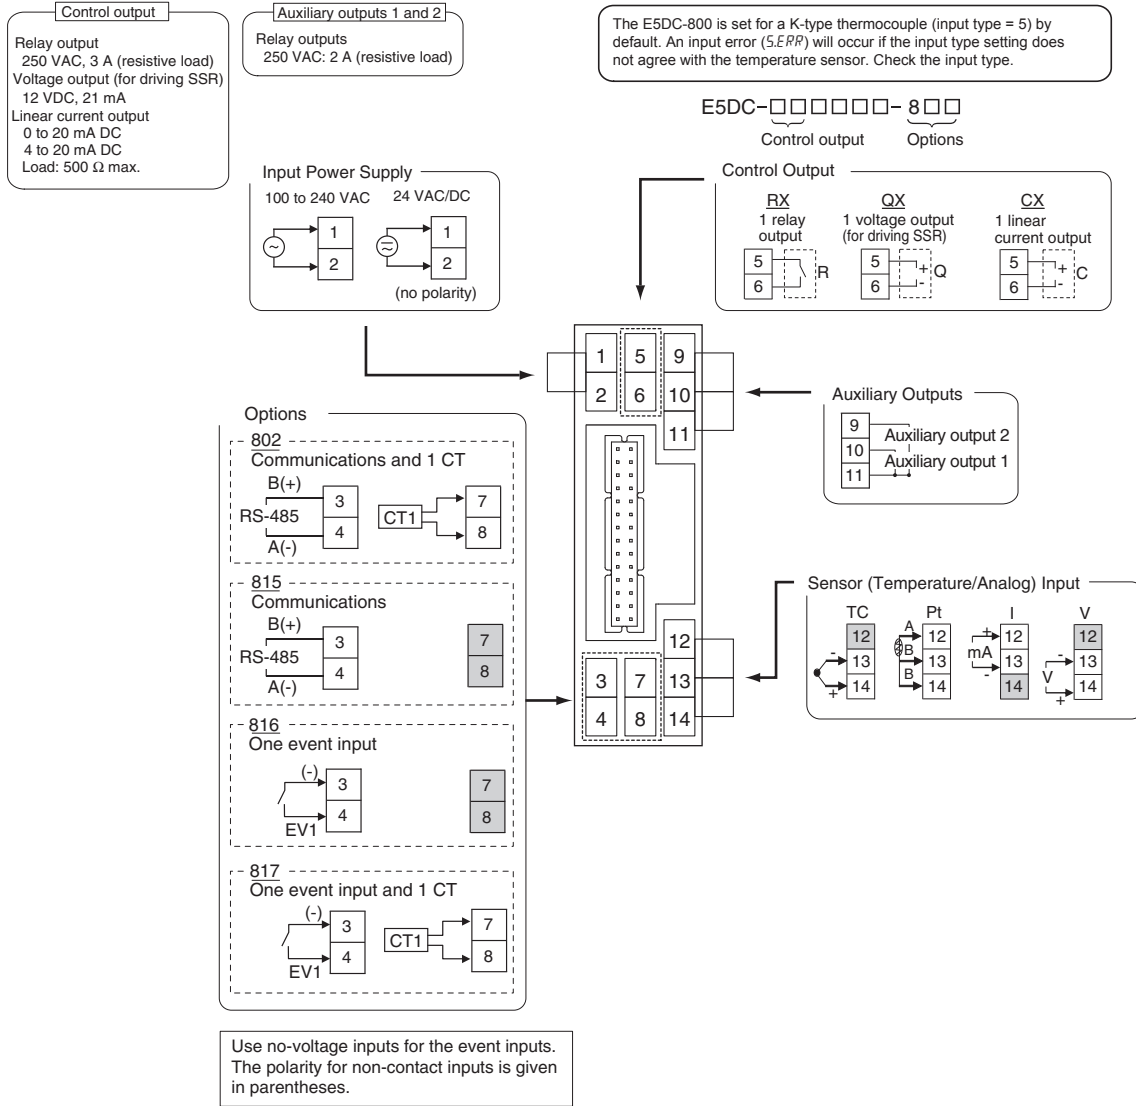 Control output
Relay output
250 VAC, 3 A (resistive load)
Voltage output (for driving SSR)
12 VDC, 21 mA
Linear current output
0 to 20 mA DC
4 to 20 mA DC
Load: 500 Ω max.
Auxiliary outputs 1 and 2
Relay outputs
250 VAC: 2 A (resistive load)
The E5DC-800 is set for a K-type thermocouple (input type = 5) by
default. An input error (S.ERR) will occur if the input type setting does
not agree with the temperature sensor. Check the input type.
E5DC-□□□□□□-8□□
Control output
Options
Input Power Supply
100 to 240 VAC
24 VAC/DC
1
2
1
2
(no polarity)
Control Output
RX
1 relay
output
5
6
R
QX
1 voltage output
(for driving SSR)
5
6
+
-
Q
CX
1 linear
current output
5
6
+
-
C
1 5 9
2 6 10
11
12
3 7 13
4 8 14
Auxiliary Outputs
9
10
11
Auxiliary output 2
Auxiliary output 1
Sensor (Temperature/Analog) Input
TC
12
- 13
+ 14
Pt
A 12
B 13
B 14
I
+ 12
mA
- 13
14
V
12
- 13
V
+ 14
Options
802
Communications and 1 CT
B(+)
RS-485
A(-)
3
4
CT1
7
8
815
Communications
B(+)
RS-485
A(-)
3
4
7
8
816
One event input
(-)
EV1
3
4
7
8
817
One event input and 1 CT
(-)
EV1
3
4
CT1
7
8
Use no-voltage inputs for the event inputs.
The polarity for non-contact inputs is given
in parentheses.